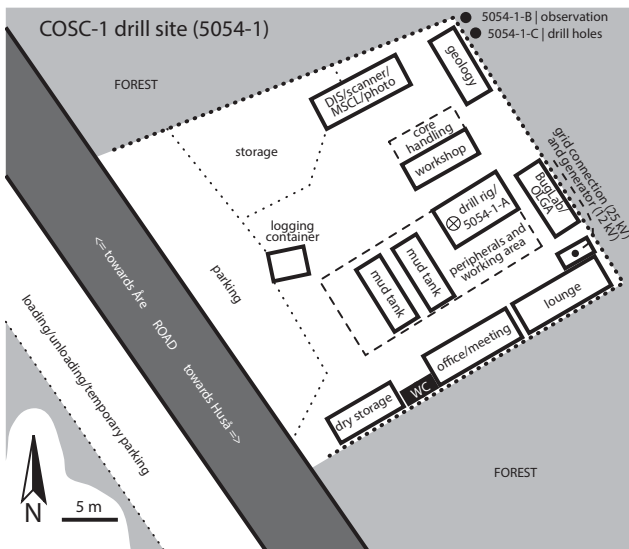 COSC-1 drill site (5054-1)
5054-1-B | observation
5054-1-C | drill holes
FOREST
geology
DIS/scanner/
MSCL/photo
storage
core
handling
workshop
grid connection (25 kV)
and generator (12 kV)
BugLab/
OLGA
drill rig/
5054-1-A
logging
container
peripherals and
working area
mud tank
mud tank
parking
lounge
office/meeting
WC
dry storage
<= towards Åre
ROAD
towards Huså =>
loading/unloading/temporary parking
FOREST
N
5 m